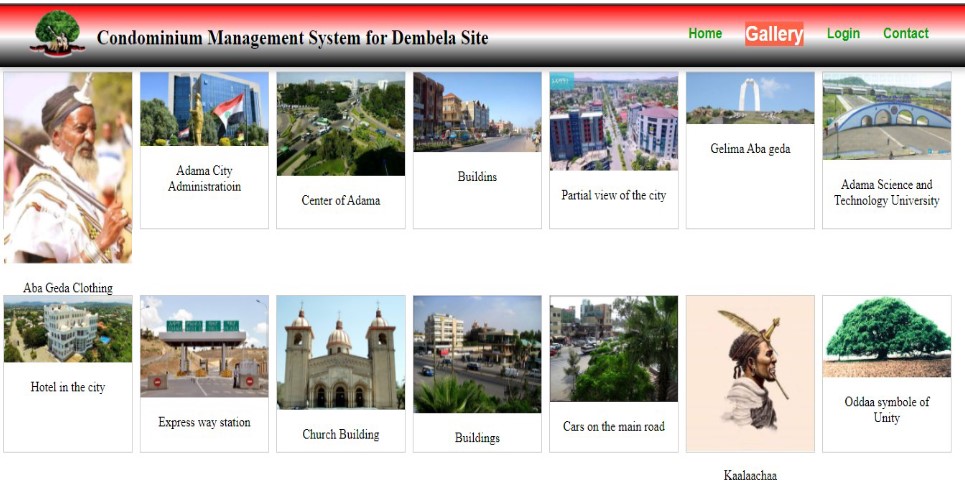 Condominium Management System for Dembela Site
Home
Gallery
Login
Contact
Adama City
Administratioin
Center of Adama
Buildins
Partial view of the city
Gelima Aba geda
Adama Science and
Technology University
Aba Geda Clothing
Hotel in the city
Express way station
Church Building
Buildings
Cars on the main road
Kaalaachaa
Oddaa symbole of
Unity